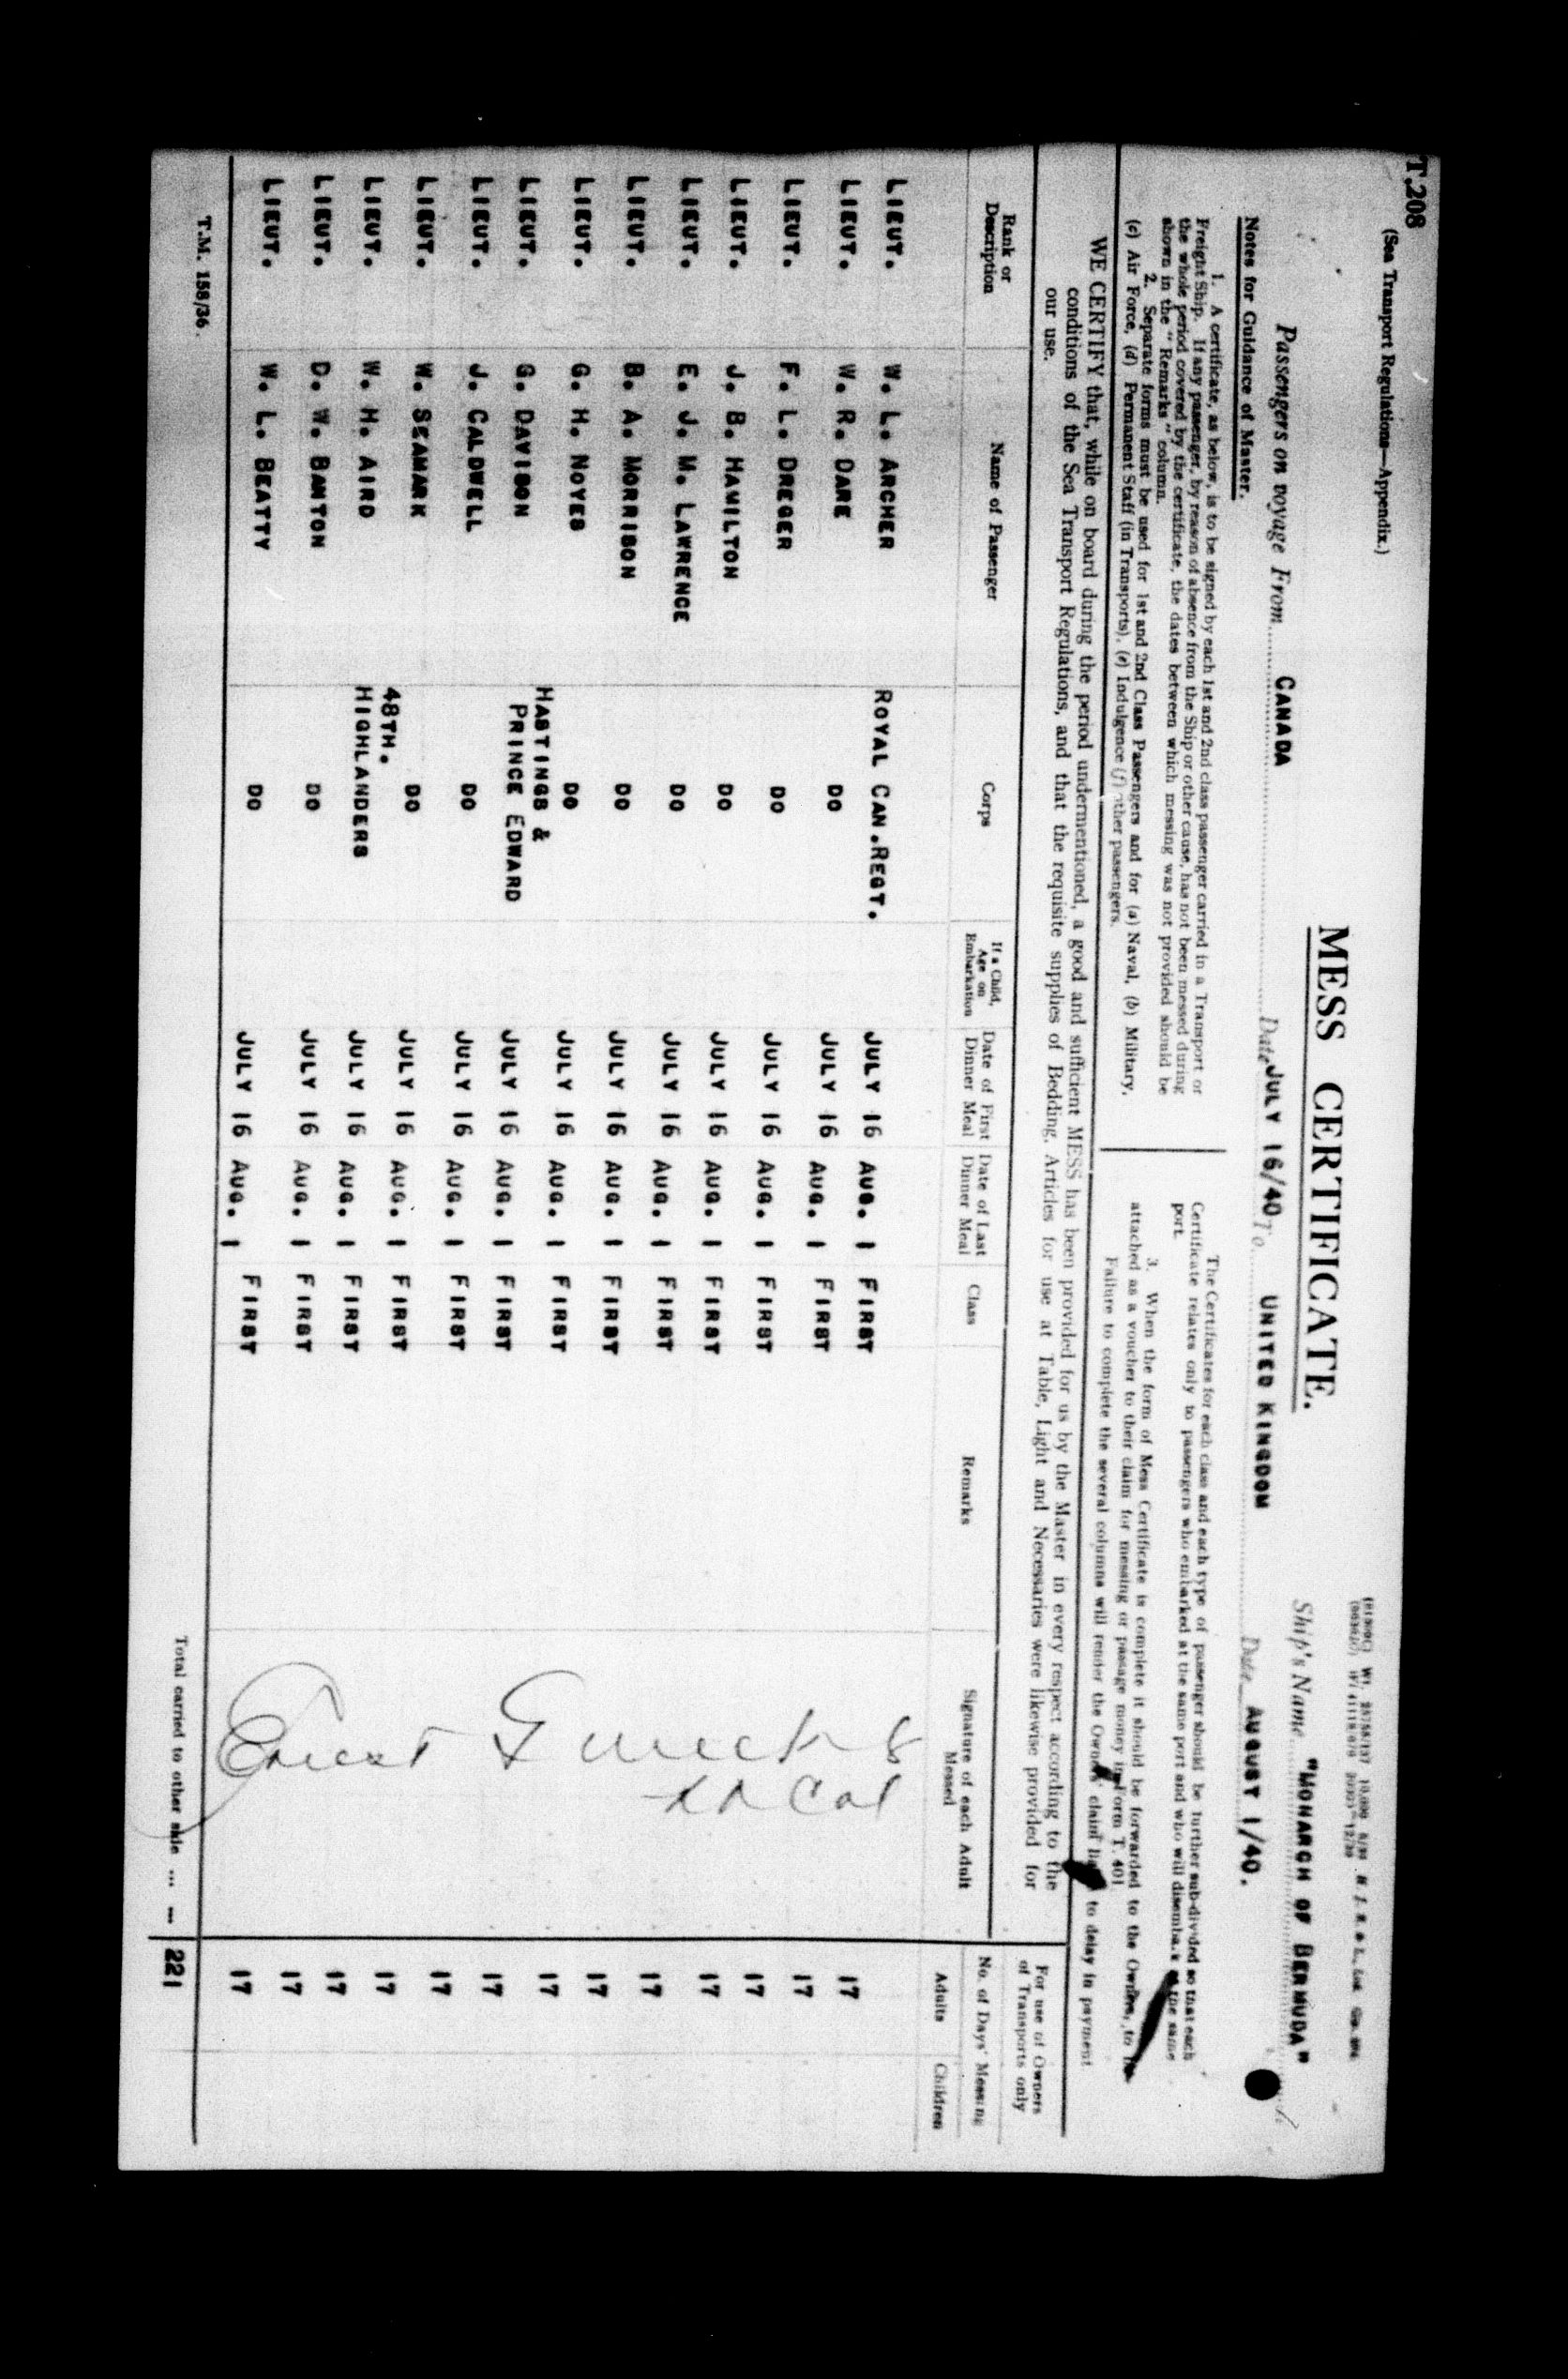 T.208
(Sea Transport Regulations—Appendix.)
MESS CERTIFICATE.
Ship's Name "MONARCH OF BERMUDA"
Passengers on voyage From CANADA Date JULY 16/40 To UNITED KINGDOM Date AUGUST 1/40.
Notes for Guidance of Master.
1. A certificate, as below, is to be signed by each 1st and 2nd class passenger carried in a Transport or
Freight Ship. If any passenger, by reason of absence from the Ship or other cause, has not been messed during
the whole period covered by the certificate, the dates between which messing was not provided should be
shown in the "Remarks" column.
2. Separate forms must be used for 1st and 2nd Class Passengers and for (a) Naval, (b) Military,
(c) Air Force, (d) Permanent Staff (in Transports), (e) Indulgence (f) other passengers.
The Certificates for each class and each type of passenger should be further sub-divided so that each
Certificate relates only to passengers who embarked at the same port and who will disembark at the same
port.
3. When the form of Mess Certificate is complete it should be forwarded to the Owners, to be
attached as a voucher to their claim for messing or passage money in Form T. 401
Failure to complete the several columns will render the Owners' claim to delay in payment
WE CERTIFY that, while on board during the period undermentioned, a good and sufficient MESS has been provided for us by the Master in every respect according to the
conditions of the Sea Transport Regulations, and that the requisite supplies of Bedding, Articles for use at Table, Light and Necessaries were likewise provided for
our use.
For use of Owners of Transports only
Rank or Description Name of Passenger Corps If a Child, Age on Embarkation Date of First Dinner Meal Date of Last Dinner Meal Class Remarks Signature of each Adult Messed No. of Days' Messing Adults Children
LIEUT. W. L. ARCHER ROYAL CAN.REGT. JULY 16 AUG. 1 FIRST 17
LIEUT. W. R. DARE DO JULY 16 AUG. 1 FIRST 17
LIEUT. F. L. DREGER DO JULY 16 AUG. 1 FIRST 17
LIEUT. J. B. HAMILTON DO JULY 16 AUG. 1 FIRST 17
LIEUT. E. J. M. LAWRENCE DO JULY 16 AUG. 1 FIRST 17
LIEUT. B. A. MORRISON DO JULY 16 AUG. 1 FIRST 17
LIEUT. G. H. NOYES DO JULY 16 AUG. 1 FIRST 17
LIEUT. G. DAVISON HASTINGS & PRINCE EDWARD JULY 16 AUG. 1 FIRST 17
LIEUT. J. CALDWELL DO JULY 16 AUG. 1 FIRST 17
LIEUT. W. SEAMARK DO JULY 16 AUG. 1 FIRST 17
LIEUT. W. H. AIRD 48TH. HIGHLANDERS JULY 16 AUG. 1 FIRST 17
LIEUT. D. W. BANTON DO JULY 16 AUG. 1 FIRST 17
LIEUT. W. L. BEATTY DO JULY 16 AUG. 1 FIRST 17
T.M. 158/36.
Total carried to other side ... ... 221